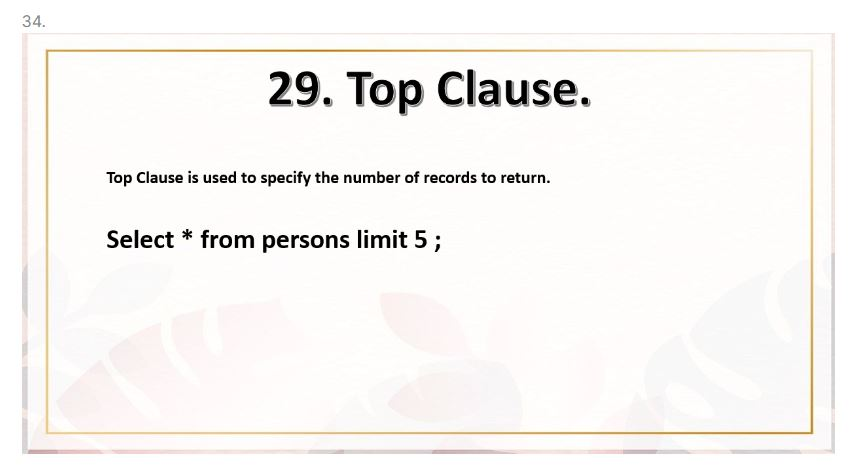 34.
29. Top Clause.
Top Clause is used to specify the number of records to return.
Select * from persons limit 5 ;